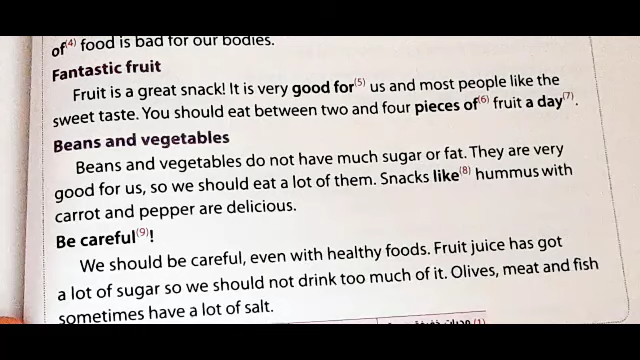 of(4) food is bad for our bodies.
Fantastic fruit
Fruit is a great snack! It is very good for(5) us and most people like the
sweet taste. You should eat between two and four pieces of(6) fruit a day(7).
Beans and vegetables
Beans and vegetables do not have much sugar or fat. They are very
good for us, so we should eat a lot of them. Snacks like(8) hummus with
carrot and pepper are delicious.
Be careful(9)!
We should be careful, even with healthy foods. Fruit juice has got
a lot of sugar so we should not drink too much of it. Olives, meat and fish
sometimes have a lot of salt.
(1)